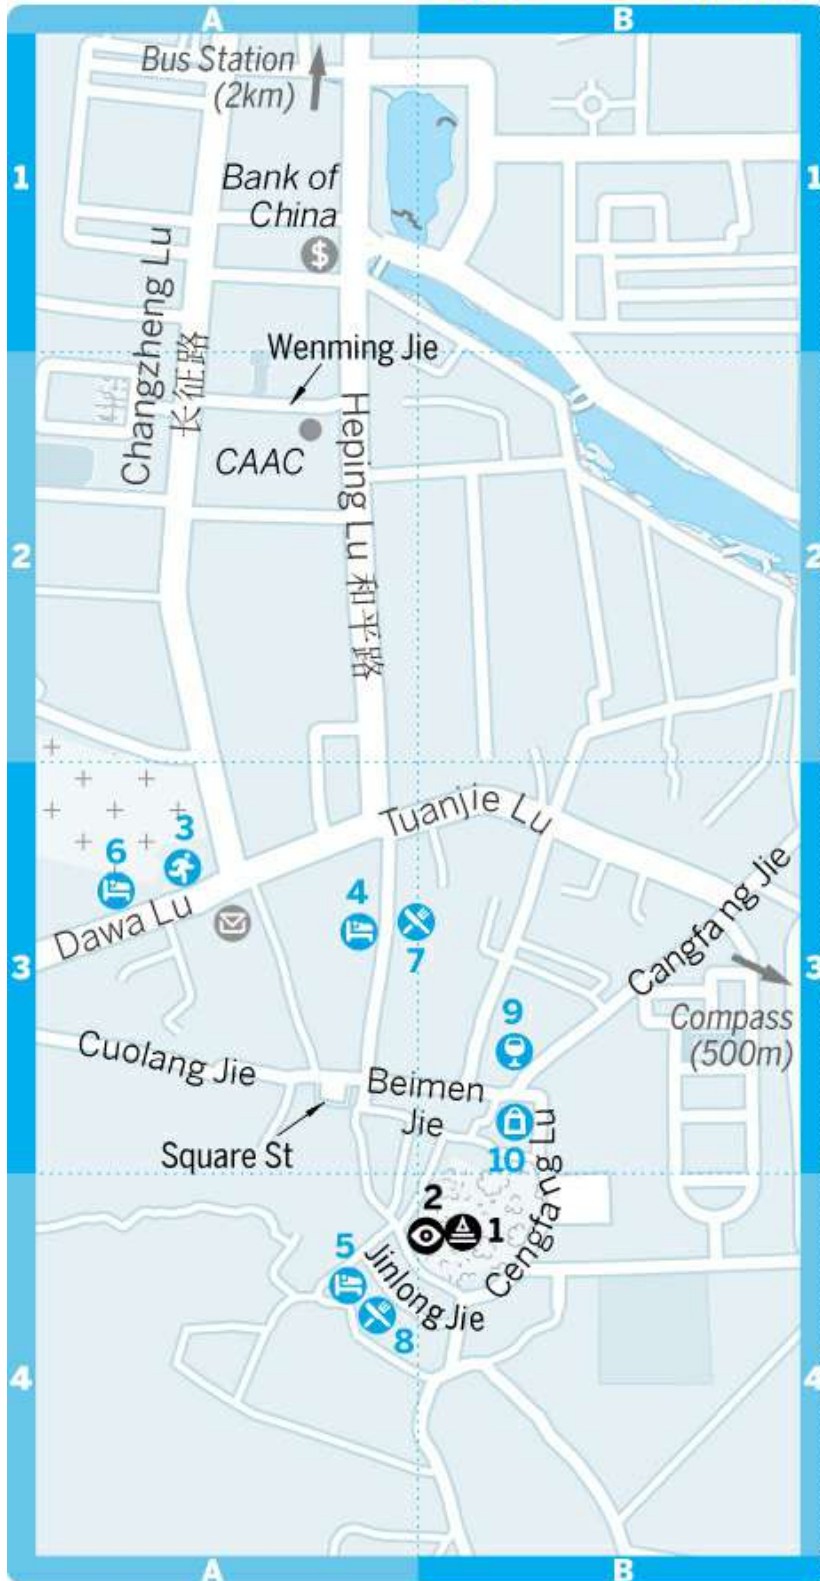 A
B
Bus Station
(2km)
1
1
Bank of
China
$
Changzheng Lu
长征路
Wenming Jie
CAAC
Heping Lu 和平路
2
2
Tuanjie Lu
3
6
4
7
Dawa Lu
Cangfang Jie
3
3
9
Compass
(500m)
Cuolang Jie
Beimen
Jie
Square St
10
Cengfang Lu
2
1
5
Jinlong Jie
8
4
4
A
B